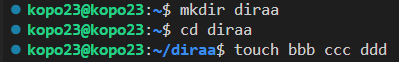 kopo23@kopo23:~$ mkdir diraa
kopo23@kopo23:~$ cd diraa
kopo23@kopo23:~/diraa$ touch bbb ccc ddd